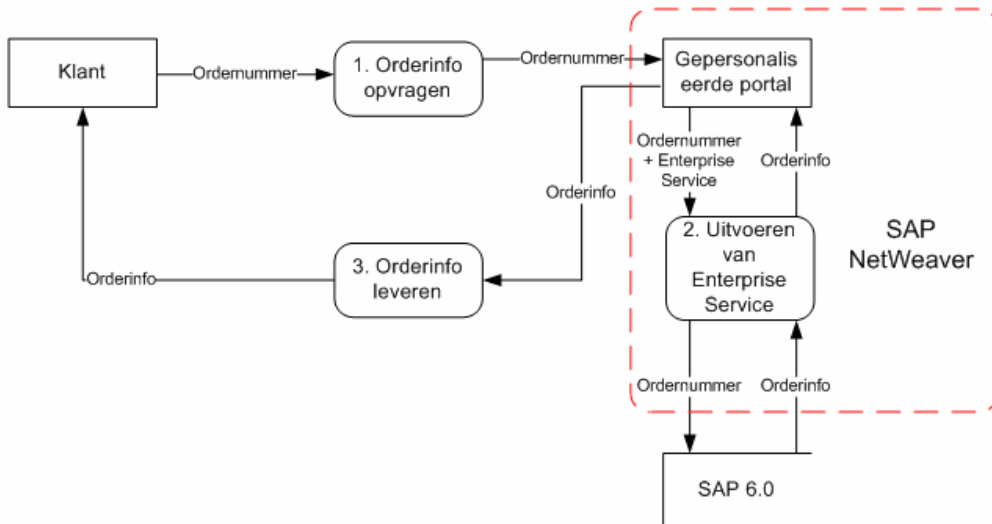 Klant
Ordernummer
1. Orderinfo
opvragen
Ordernummer
Gepersonalis
eerde portal
Ordernummer
+ Enterprise
Service
Orderinfo
Orderinfo
2. Uitvoeren
van
Enterprise
Service
SAP
NetWeaver
3. Orderinfo
leveren
Orderinfo
Ordernummer
Orderinfo
SAP 6.0